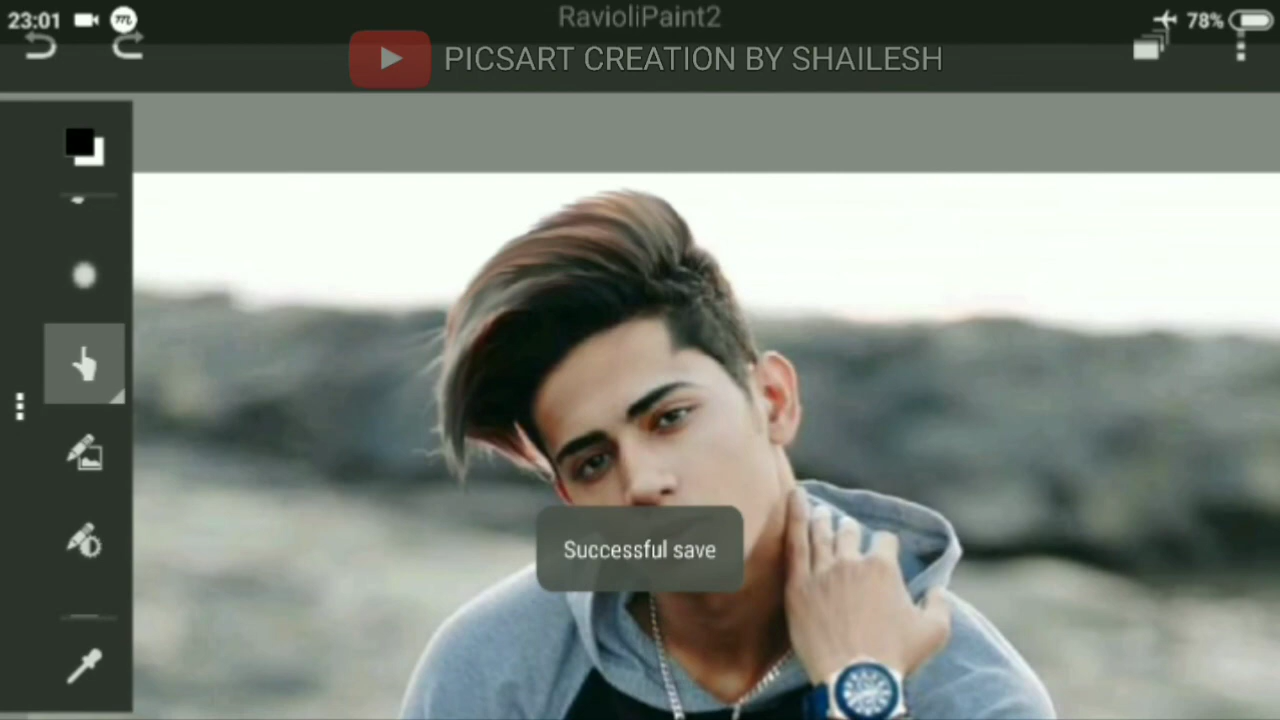 23:01
m
RavioliPaint2
78%
PICSART CREATION BY SHAILESH
Successful save